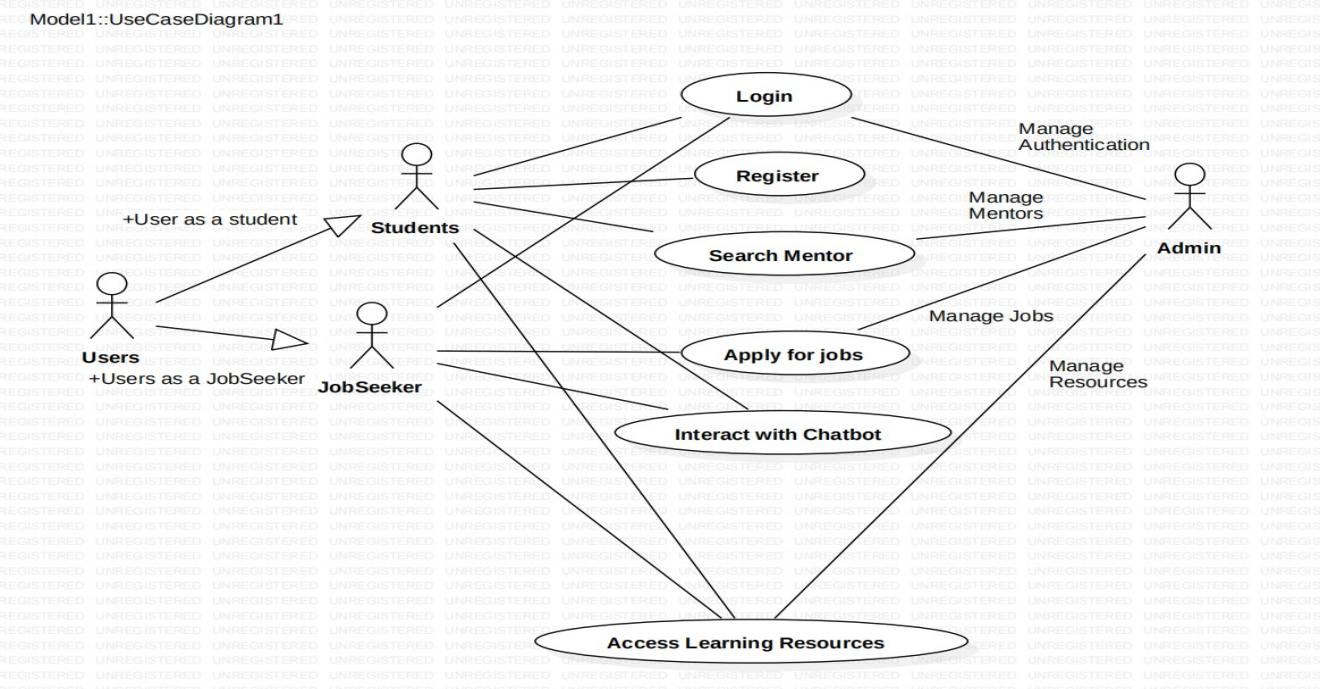 Model1::UseCaseDiagram1
Login
Manage
Authentication
Register
Manage
Mentors
+User as a student
Students
Search Mentor
Admin
Manage Jobs
Apply for jobs
Users
+Users as a JobSeeker
JobSeeker
Manage
Resources
Interact with Chatbot
Access Learning Resources
UNREGISTERED